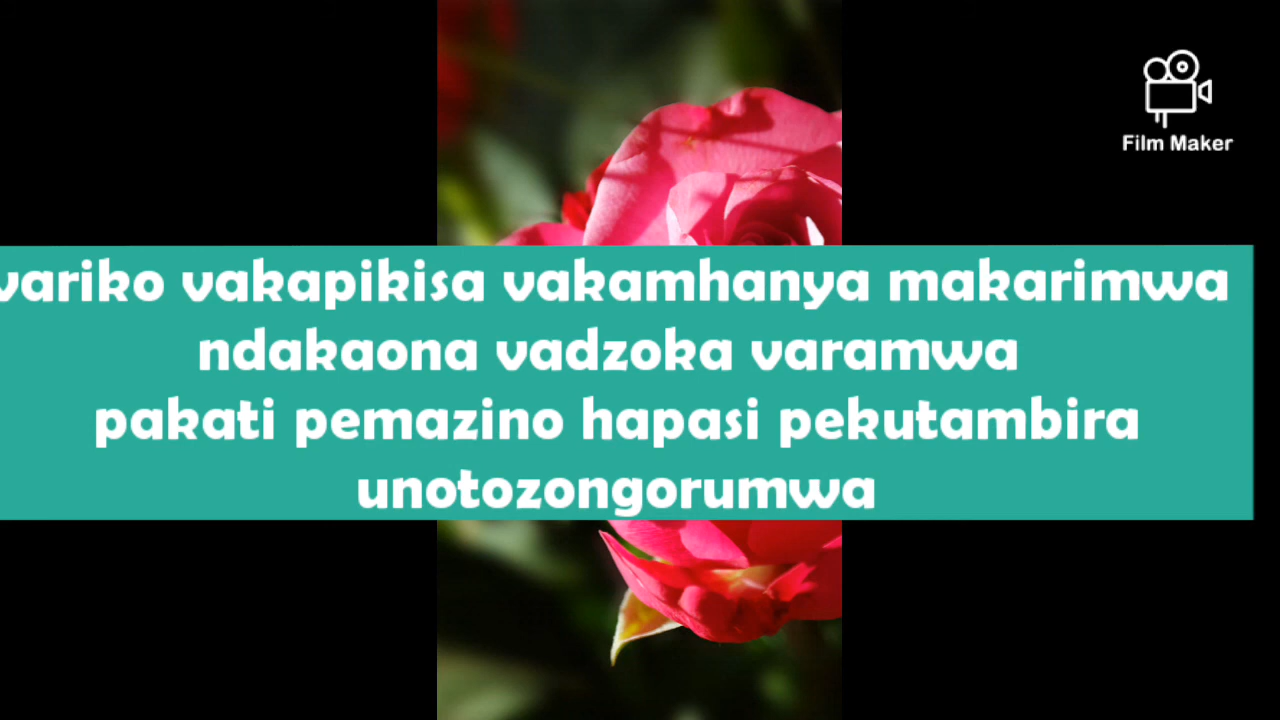 Film Maker
variko vakapikisa vakamhanya makarimwa
ndakaona vadzoka varamwa
pakati pemazino hapasi pekutambira
unotozongorumwa